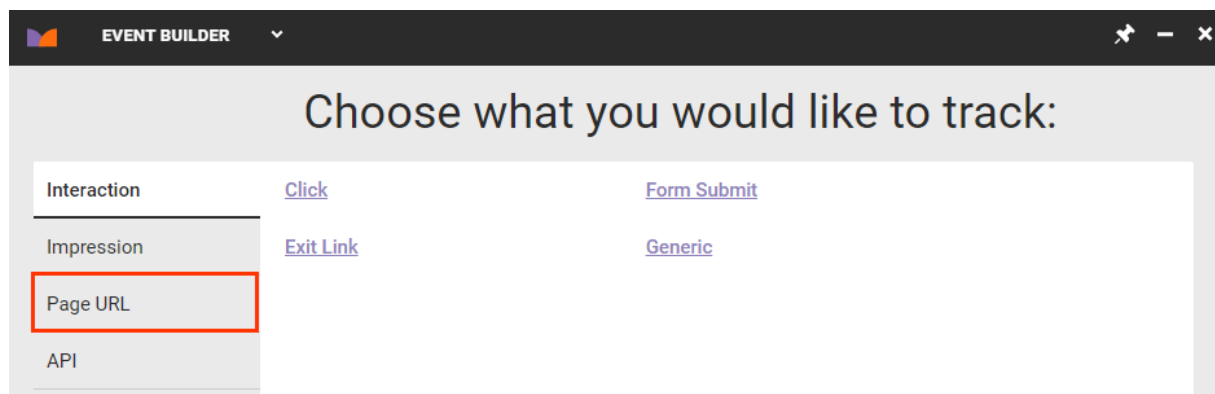 EVENT BUILDER
Choose what you would like to track:
Interaction Click Form Submit
Impression Exit Link Generic
Page URL
API